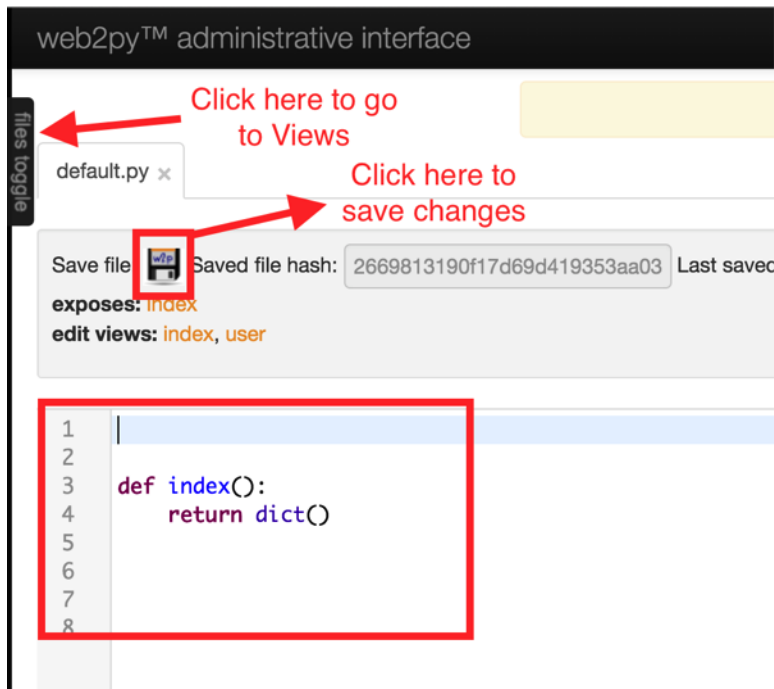 web2py™ administrative interface
Click here to go
to Views
files toggle
default.py ×
Click here to
save changes
Save file w2p Saved file hash: 2669813190f17d69d419353aa03 Last saved
exposes: index
edit views: index, user
1
2
3 def index():
4     return dict()
5
6
7
8